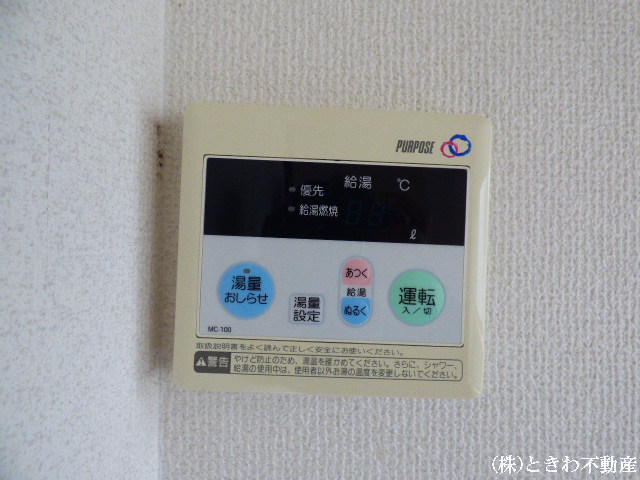 PURPOSE
給湯 ℃
優先
給湯燃焼
ℓ
湯量
おしらせ
湯量
設定
あつく
給湯
ぬるく
運転
入/切
MC-100
取扱説明書をよく読んで正しく安全にお使いください。
警告
やけど防止のため、湯温を確かめてください。さらに、シャワー、
給湯の使用中は、使用者以外お湯の温度を変更しないでください。
(株)ときわ不動産